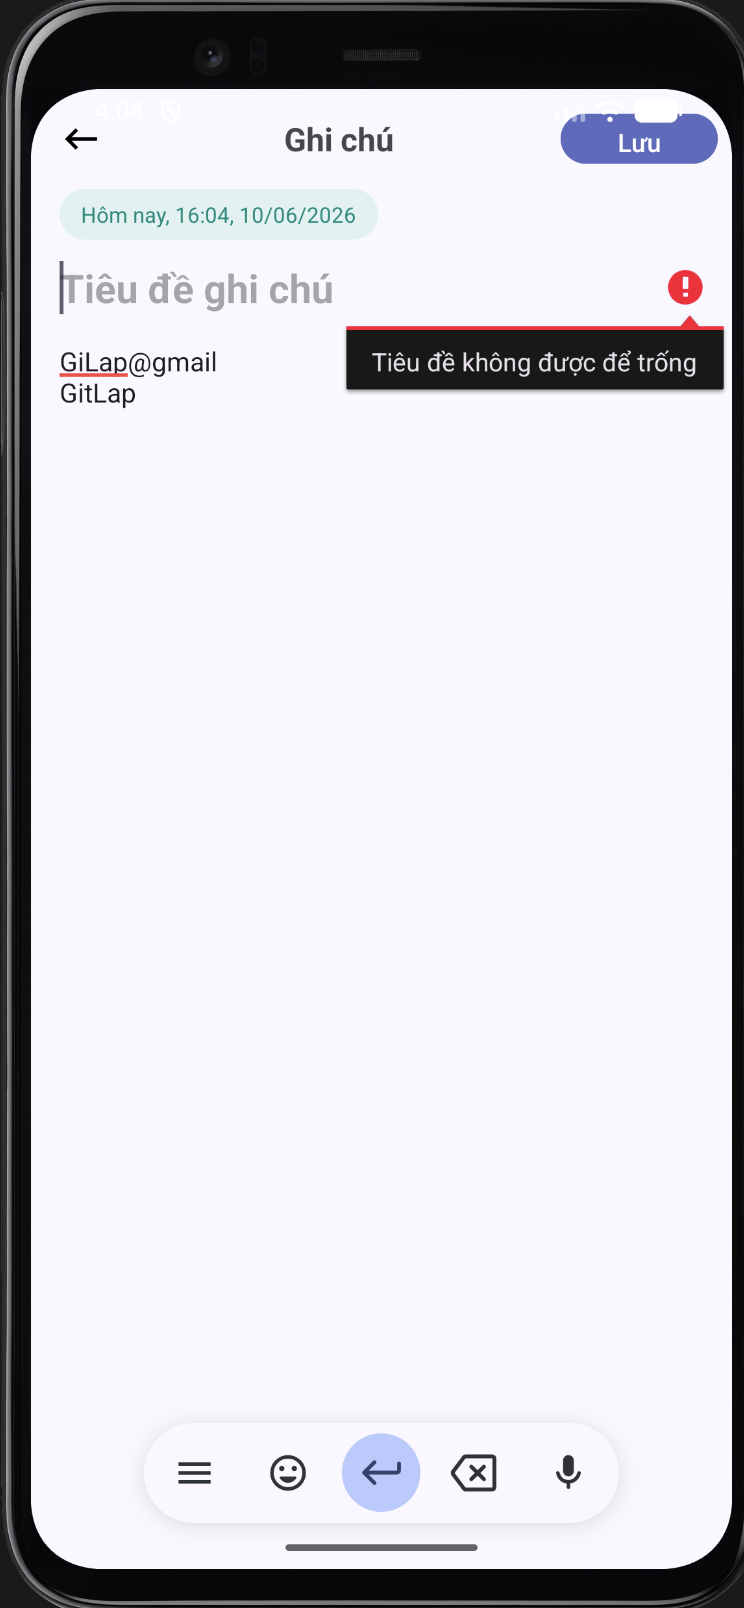 4:04
Ghi chú
Lưu
Hôm nay, 16:04, 10/06/2026
Tiêu đề ghi chú
Tiêu đề không được để trống
GiLap@gmail
GitLap